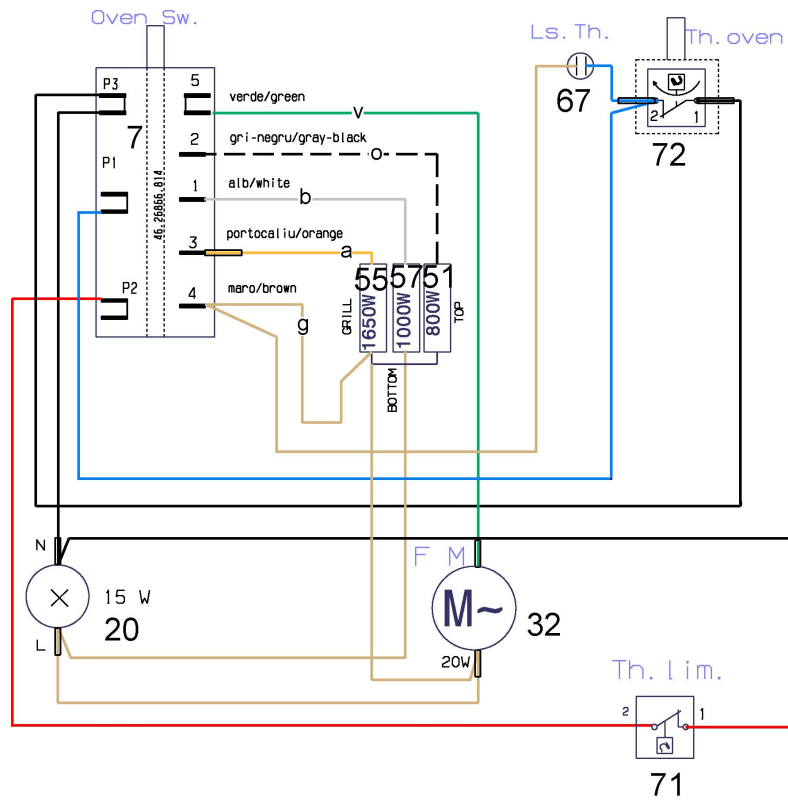 Oven Sw.
Ls. Th.
Th. oven
P3
5
verde/green
V
67
2
1
7
2
gri-negru/gray-black
o
72
P1
1
alb/white
b
46.26866.814
3
portocaliu/orange
a
P2
4
maro/brown
g
55
57
51
GRILL
1650W
1000W
800W
TOP
BOTTOM
N
F M
15 W
20
M~
32
L
20W
Th. lim.
2
1
71